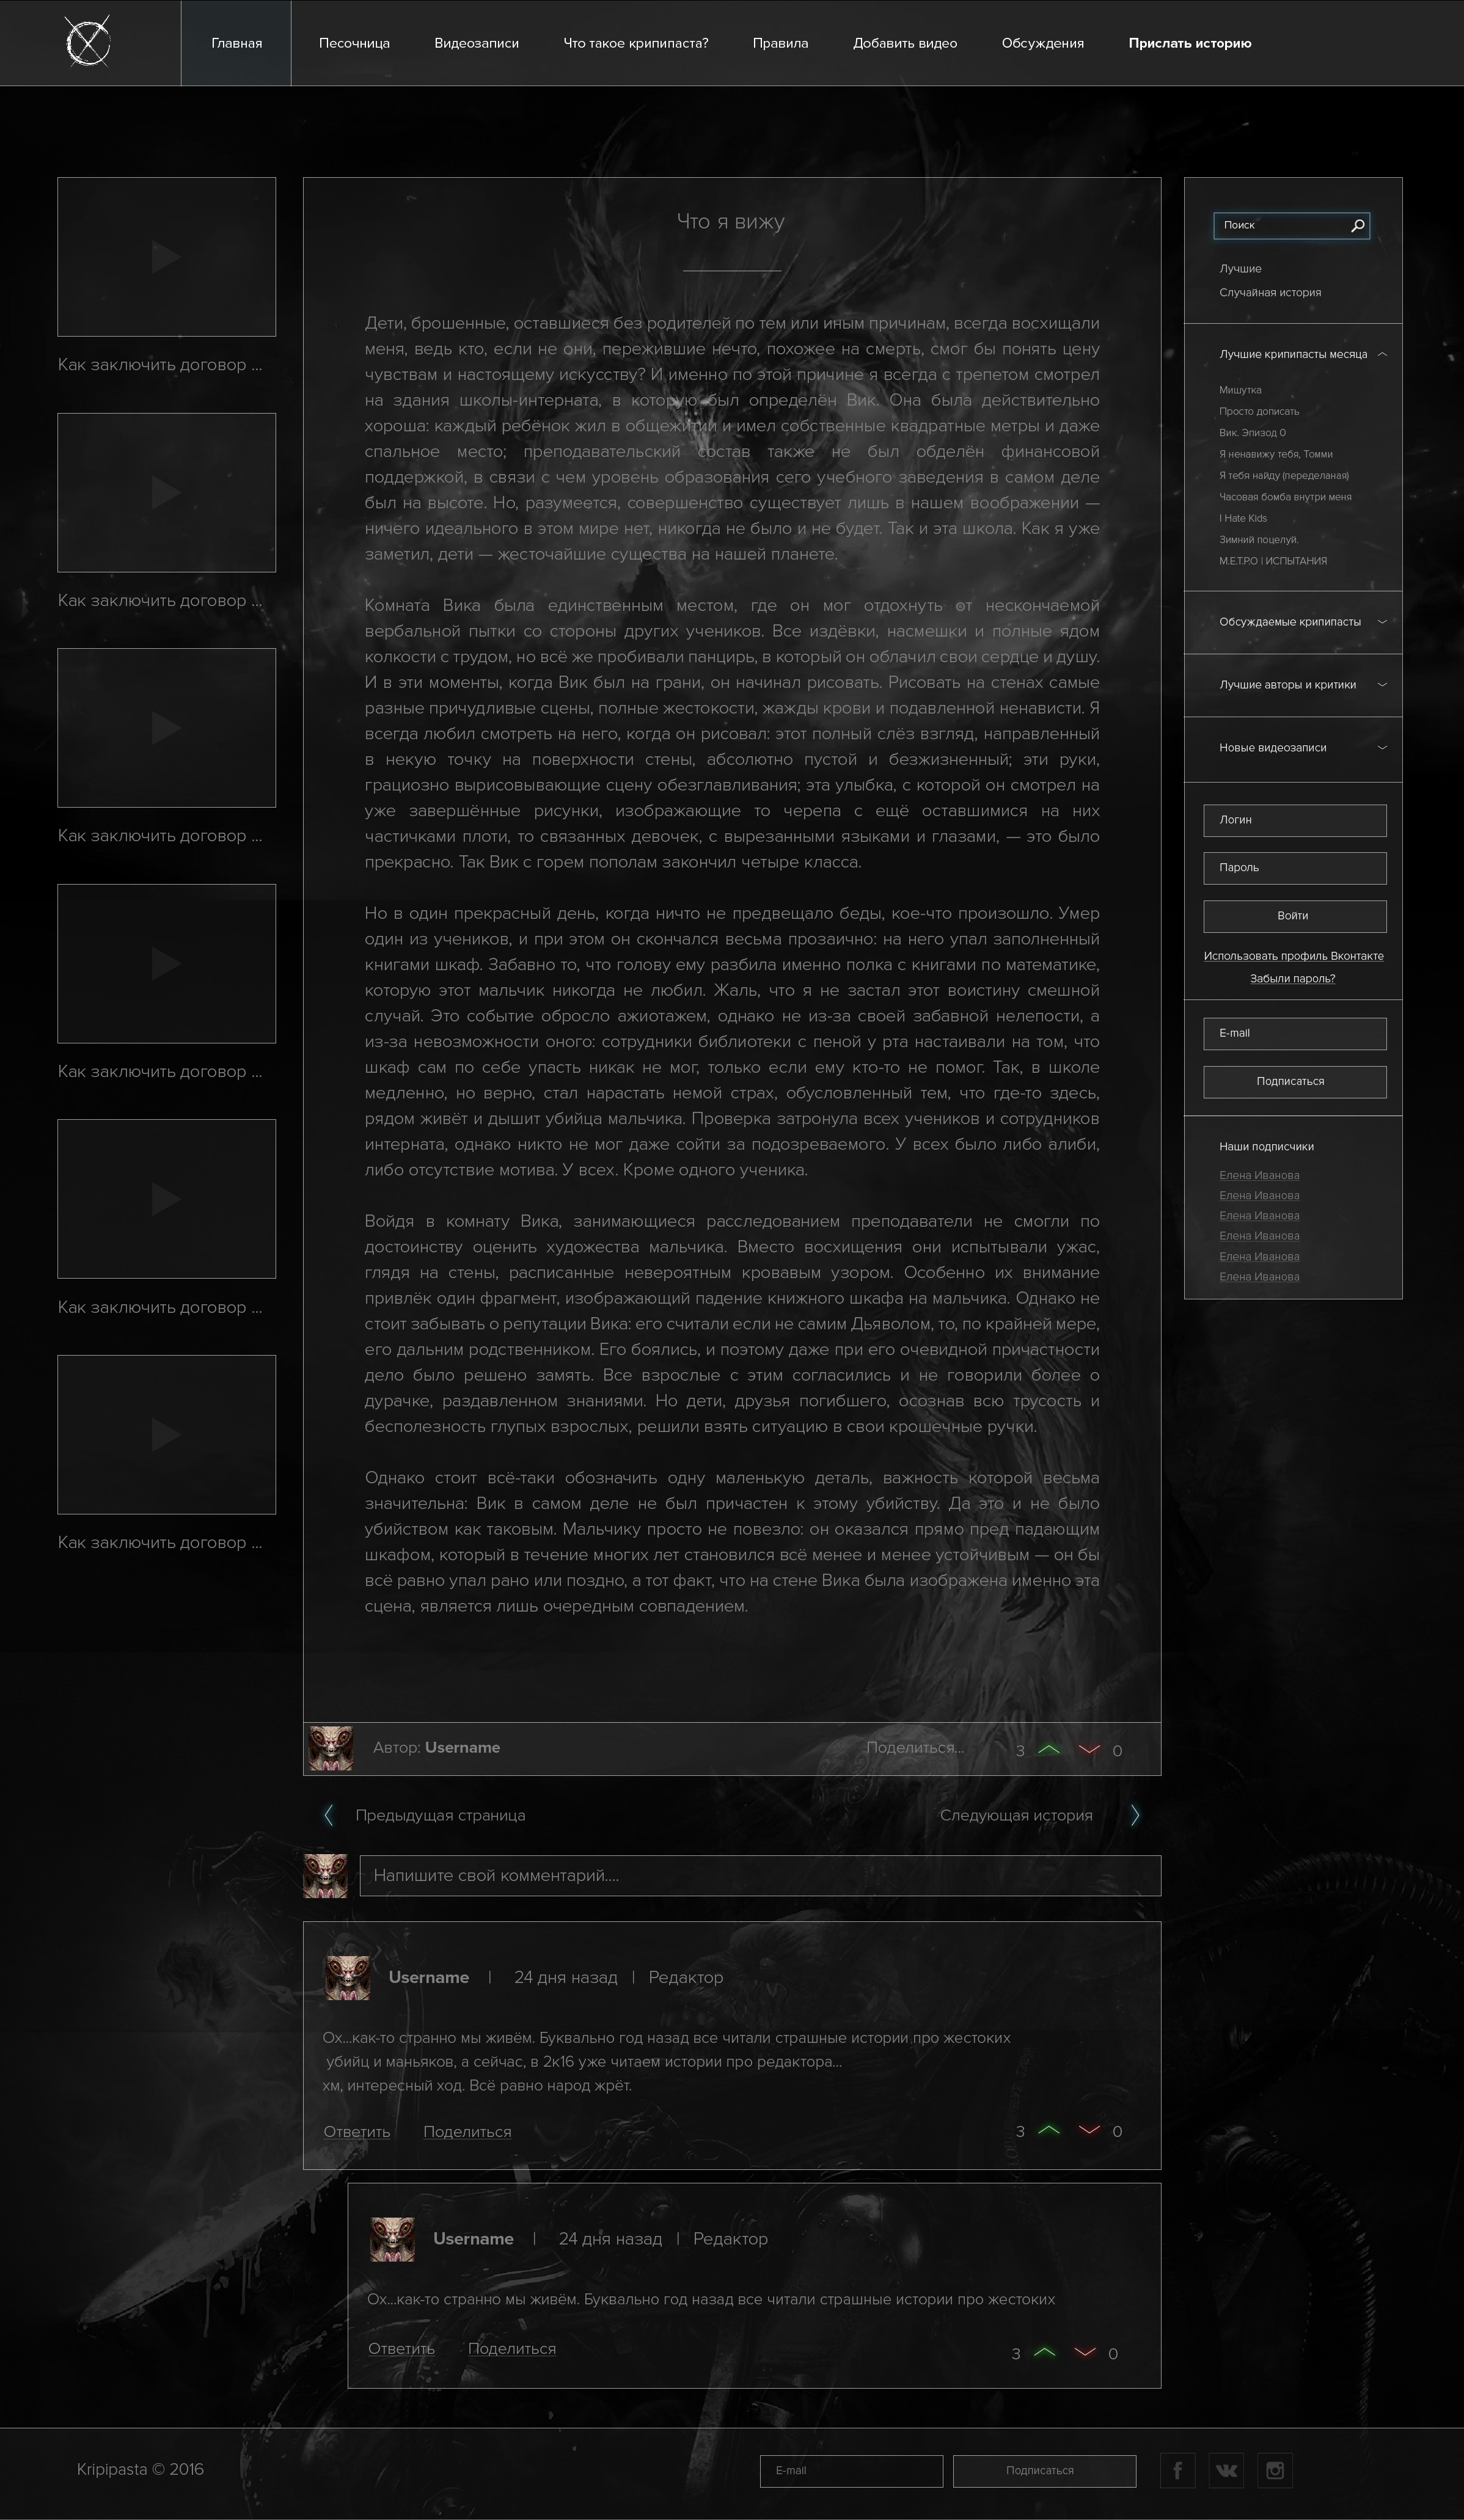 Главная
Песочница
Видеозаписи
Что такое крипипаста?
Правила
Добавить видео
Обсуждения
Прислать историю
Как заключить договор ...
Как заключить договор ...
Как заключить договор ...
Как заключить договор ...
Как заключить договор ...
Как заключить договор ...
Что я вижу
Дети, брошенные, оставшиеся без родителей по тем или иным причинам, всегда восхищали
меня, ведь кто, если не они, пережившие нечто, похожее на смерть, смог бы понять цену
чувствам и настоящему искусству? И именно по этой причине я всегда с трепетом смотрел
на здания школы-интерната, в которую был определён Вик. Она была действительно
хороша: каждый ребёнок жил в общежитии и имел собственные квадратные метры и даже
спальное место; преподавательский состав также не был обделён финансовой
поддержкой, в связи с чем уровень образования сего учебного заведения в самом деле
был на высоте. Но, разумеется, совершенство существует лишь в нашем воображении —
ничего идеального в этом мире нет, никогда не было и не будет. Так и эта школа. Как я уже
заметил, дети — жесточайшие существа на нашей планете.
Комната Вика была единственным местом, где он мог отдохнуть от нескончаемой
вербальной пытки со стороны других учеников. Все издёвки, насмешки и полные ядом
колкости с трудом, но всё же пробивали панцирь, в который он облачил свои сердце и душу.
И в эти моменты, когда Вик был на грани, он начинал рисовать. Рисовать на стенах самые
разные причудливые сцены, полные жестокости, жажды крови и подавленной ненависти. Я
всегда любил смотреть на него, когда он рисовал: этот полный слёз взгляд, направленный
в некую точку на поверхности стены, абсолютно пустой и безжизненный; эти руки,
грациозно вырисовывающие сцену обезглавливания; эта улыбка, с которой он смотрел на
уже завершённые рисунки, изображающие то черепа с ещё оставшимися на них
частичками плоти, то связанных девочек, с вырезанными языками и глазами, — это было
прекрасно. Так Вик с горем пополам закончил четыре класса.
Но в один прекрасный день, когда ничто не предвещало беды, кое-что произошло. Умер
один из учеников, и при этом он скончался весьма прозаично: на него упал заполненный
книгами шкаф. Забавно то, что голову ему разбила именно полка с книгами по математике,
которую этот мальчик никогда не любил. Жаль, что я не застал этот воистину смешной
случай. Это событие обросло ажиотажем, однако не из-за своей забавной нелепости, а
из-за невозможности оного: сотрудники библиотеки с пеной у рта настаивали на том, что
шкаф сам по себе упасть никак не мог, только если ему кто-то не помог. Так, в школе
медленно, но верно, стал нарастать немой страх, обусловленный тем, что где-то здесь,
рядом живёт и дышит убийца мальчика. Проверка затронула всех учеников и сотрудников
интерната, однако никто не мог даже сойти за подозреваемого. У всех было либо алиби,
либо отсутствие мотива. У всех. Кроме одного ученика.
Войдя в комнату Вика, занимающиеся расследованием преподаватели не смогли по
достоинству оценить художества мальчика. Вместо восхищения они испытывали ужас,
глядя на стены, расписанные невероятным кровавым узором. Особенно их внимание
привлёк один фрагмент, изображающий падение книжного шкафа на мальчика. Однако не
стоит забывать о репутации Вика: его считали если не самим Дьяволом, то, по крайней мере,
его дальним родственником. Его боялись, и поэтому даже при его очевидной причастности
дело было решено замять. Все взрослые с этим согласились и не говорили более о
дурачке, раздавленном знаниями. Но дети, друзья погибшего, осознав всю трусость и
бесполезность глупых взрослых, решили взять ситуацию в свои крошечные ручки.
Однако стоит всё-таки обозначить одну маленькую деталь, важность которой весьма
значительна: Вик в самом деле не был причастен к этому убийству. Да это и не было
убийством как таковым. Мальчику просто не повезло: он оказался прямо пред падающим
шкафом, который в течение многих лет становился всё менее и менее устойчивым — он бы
всё равно упал рано или поздно, а тот факт, что на стене Вика была изображена именно эта
сцена, является лишь очередным совпадением.
Автор: Username
Поделиться...
3
0
Предыдущая страница
Следующая история
Напишите свой комментарий....
Username | 24 дня назад | Редактор
Ох...как-то странно мы живём. Буквально год назад все читали страшные истории про жестоких
убийц и маньяков, а сейчас, в 2к16 уже читаем истории про редактора...
хм, интересный ход. Всё равно народ жрёт.
Ответить
Поделиться
3
0
Username | 24 дня назад | Редактор
Ох...как-то странно мы живём. Буквально год назад все читали страшные истории про жестоких
Ответить
Поделиться
3
0
Поиск
Лучшие
Случайная история
Лучшие крипипасты месяца
Мишутка
Просто дописать
Вик. Эпизод 0
Я ненавижу тебя, Томми
Я тебя найду (переделаная)
Часовая бомба внутри меня
I Hate Kids
Зимний поцелуй.
М.Е.Т.Р.О | ИСПЫТАНИЯ
Обсуждаемые крипипасты
Лучшие авторы и критики
Новые видеозаписи
Логин
Пароль
Войти
Использовать профиль Вконтакте
Забыли пароль?
E-mail
Подписаться
Наши подписчики
Елена Иванова
Елена Иванова
Елена Иванова
Елена Иванова
Елена Иванова
Елена Иванова
Kripipasta © 2016
E-mail
Подписаться